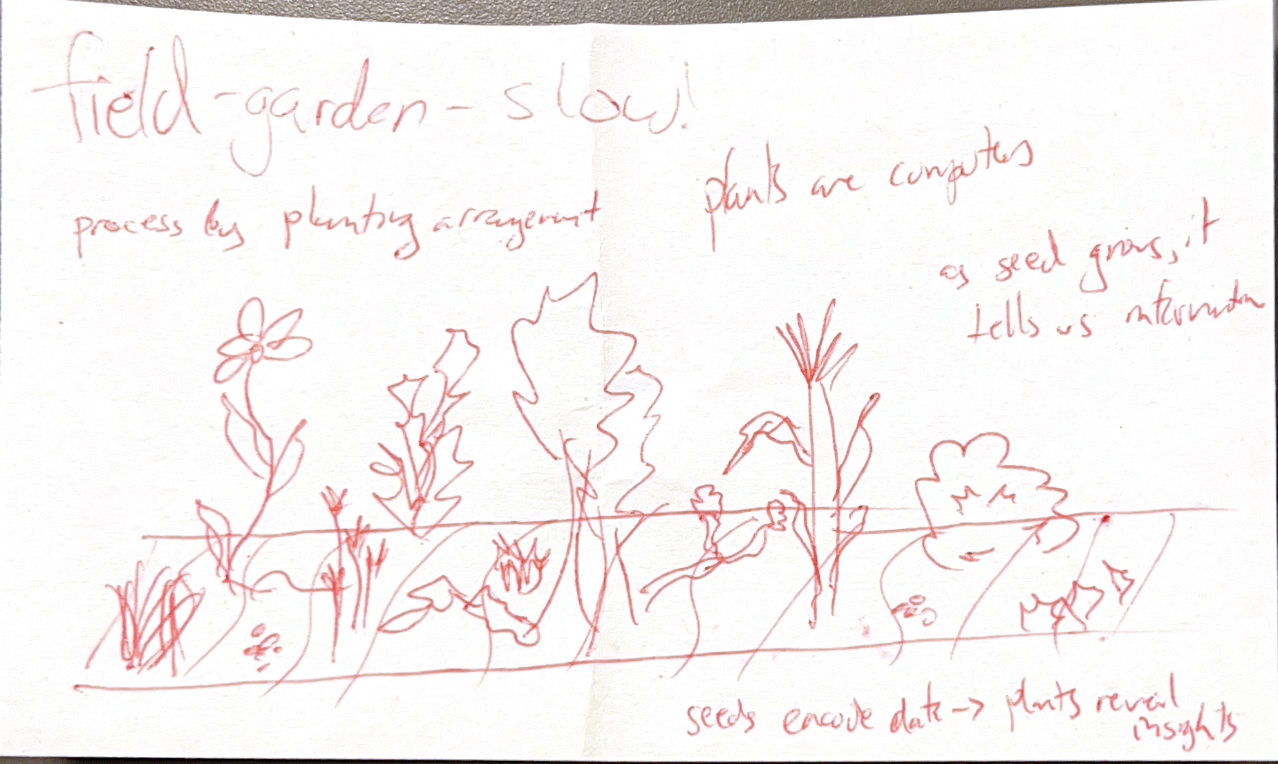 field-garden-slow!
process by planting arrangement
plants are computers
as seed grows, it
tells us information
seeds encode data -> plants reveal
insights